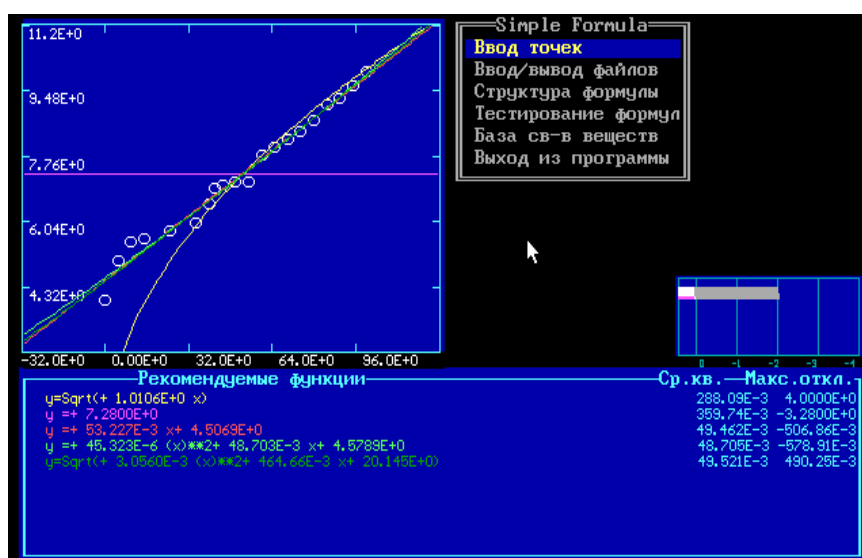 11.2E+0
9.48E+0
7.76E+0
6.04E+0
4.32E+0
-32.0E+0 0.00E+0 32.0E+0 64.0E+0 96.0E+0
Simple Formula
Ввод точек
Ввод/вывод файлов
Структура формулы
Тестирование формул
База св-в веществ
Выход из программы
0 -1 -2 -3 -4
Рекомендуемые функции Ср.кв. Макс.откл.
y=Sqrt(+ 1.0106E+0 x) 288.09E-3 4.0000E+0
y =+ 7.2800E+0 359.74E-3 -3.2800E+0
y =+ 53.227E-3 x+ 4.5069E+0 49.462E-3 -506.86E-3
y =+ 45.323E-6 (x)**2+ 48.703E-3 x+ 4.5789E+0 48.705E-3 -578.91E-3
y=Sqrt(+ 3.0560E-3 (x)**2+ 464.66E-3 x+ 20.145E+0) 49.521E-3 490.25E-3